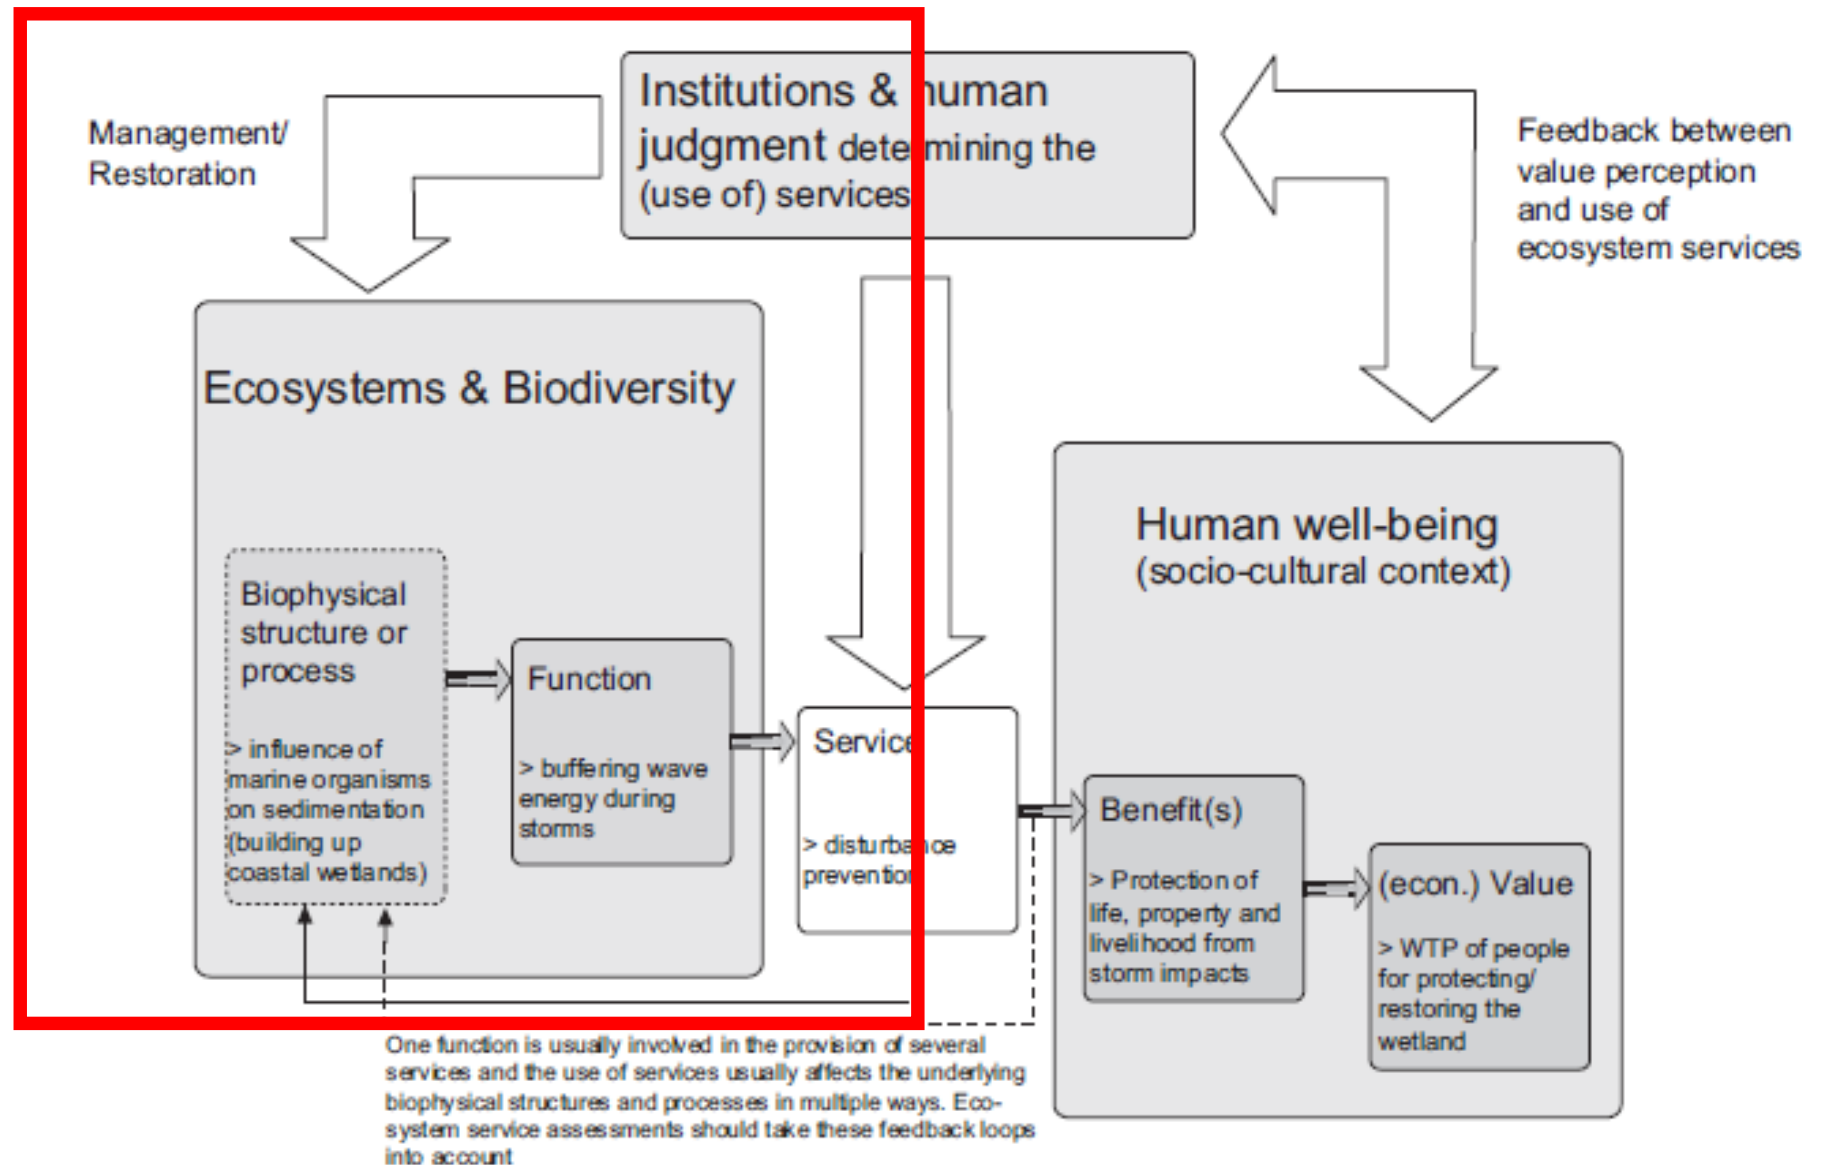 Institutions & human
judgment determining the
(use of) services
Management/
Restoration
Feedback between
value perception
and use of
ecosystem services
Ecosystems & Biodiversity
Biophysical
structure or
process
> influence of
marine organisms
on sedimentation
(building up
coastal wetlands)
Function
> buffering wave
energy during
storms
Service
> disturbance
prevention
Human well-being
(socio-cultural context)
Benefit(s)
> Protection of
life, property and
livelihood from
storm impacts
(econ.) Value
> WTP of people
for protecting/
restoring the
wetland
One function is usually involved in the provision of several
services and the use of services usually affects the underlying
biophysical structures and processes in multiple ways. Eco-
system service assessments should take these feedback loops
into account